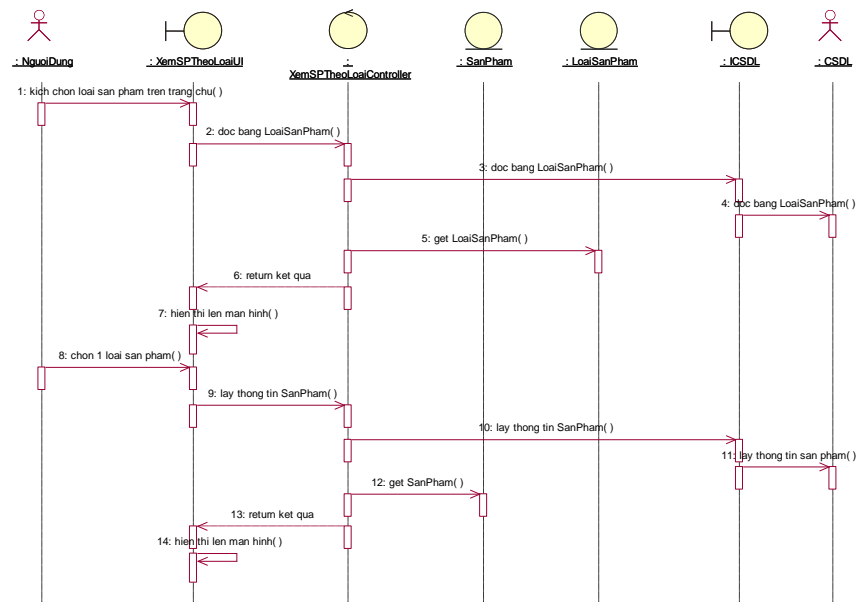 : NguoiDung
: XemSPTheoLoaiUI
:
XemSPTheoLoaiController
: SanPham
: LoaiSanPham
: ICSDL
: CSDL
1: kich chon loai san pham tren trang chu( )
2: doc bang LoaiSanPham( )
3: doc bang LoaiSanPham( )
4: doc bang LoaiSanPham( )
5: get LoaiSanPham( )
6: return ket qua
7: hien thi len man hinh( )
8: chon 1 loai san pham( )
9: lay thong tin SanPham( )
10: lay thong tin SanPham( )
11: lay thong tin san pham( )
12: get SanPham( )
13: return ket qua
14: hien thi len man hinh( )